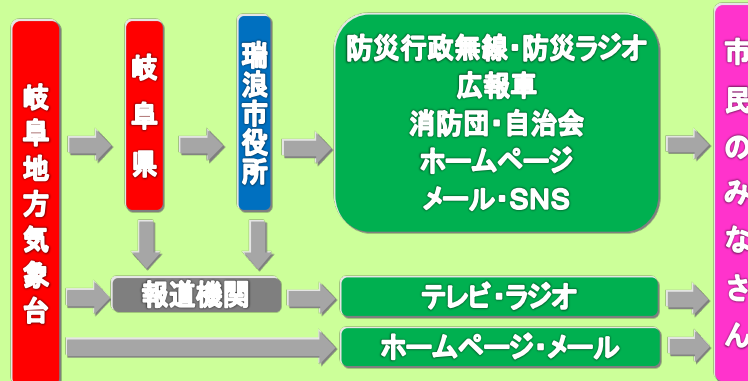 岐阜地方気象台
岐阜県
瑞浪市役所
防災行政無線・防災ラジオ
広報車
消防団・自治会
ホームページ
メール・SNS
報道機関
テレビ・ラジオ
ホームページ・メール
市民のみなさん